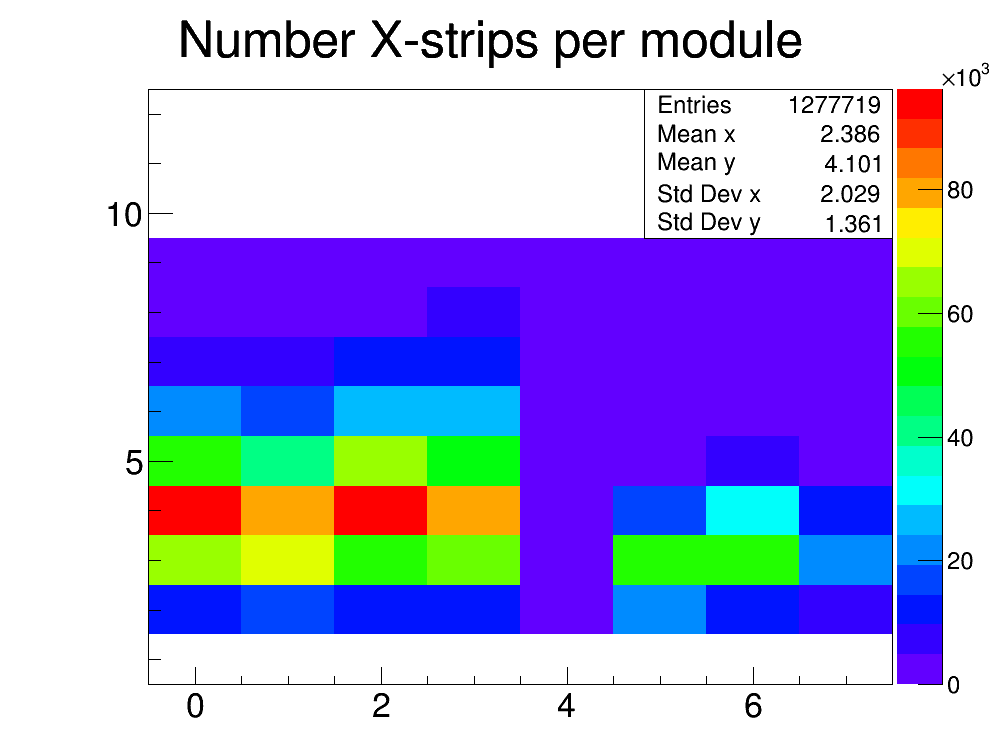 Number X-strips per module
×10³
Entries 1277719
Mean x 2.386
Mean y 4.101
Std Dev x 2.029
Std Dev y 1.361
10
5
0 2 4 6
80
60
40
20
0